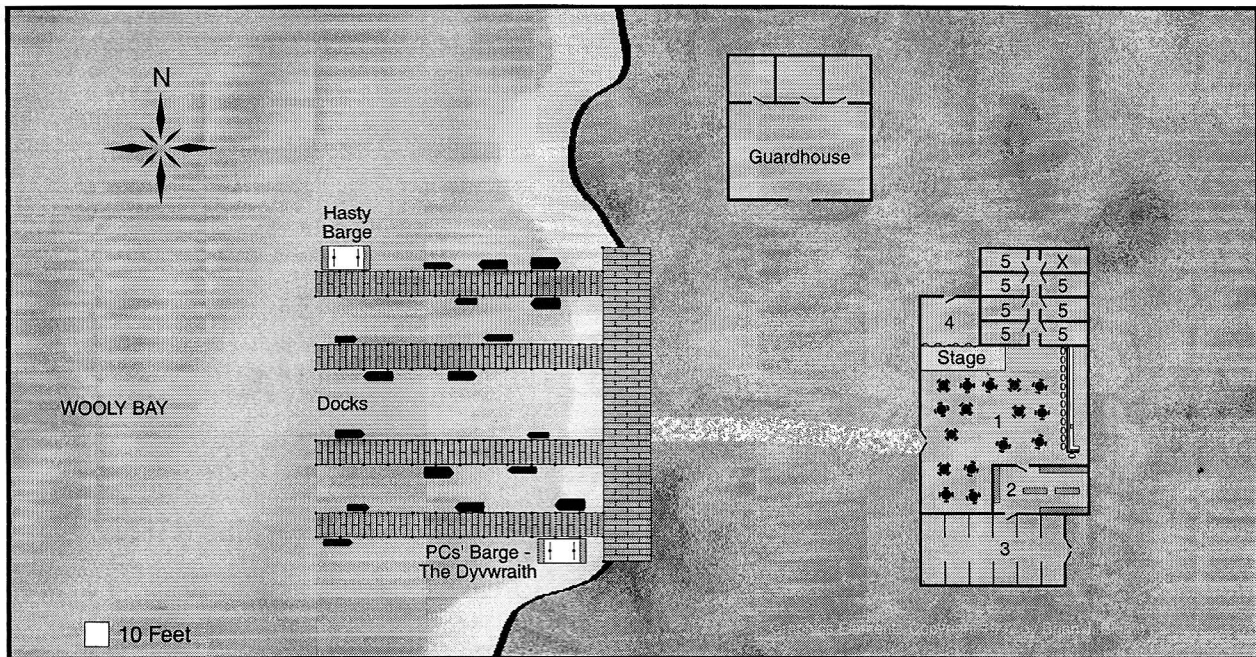 N
Guardhouse
Hasty
Barge
5 X
5 5
4 5 5
5 5
Stage
WOOLY BAY
Docks
1
2
PCs' Barge -
The Dyvwraith
3
10 Feet